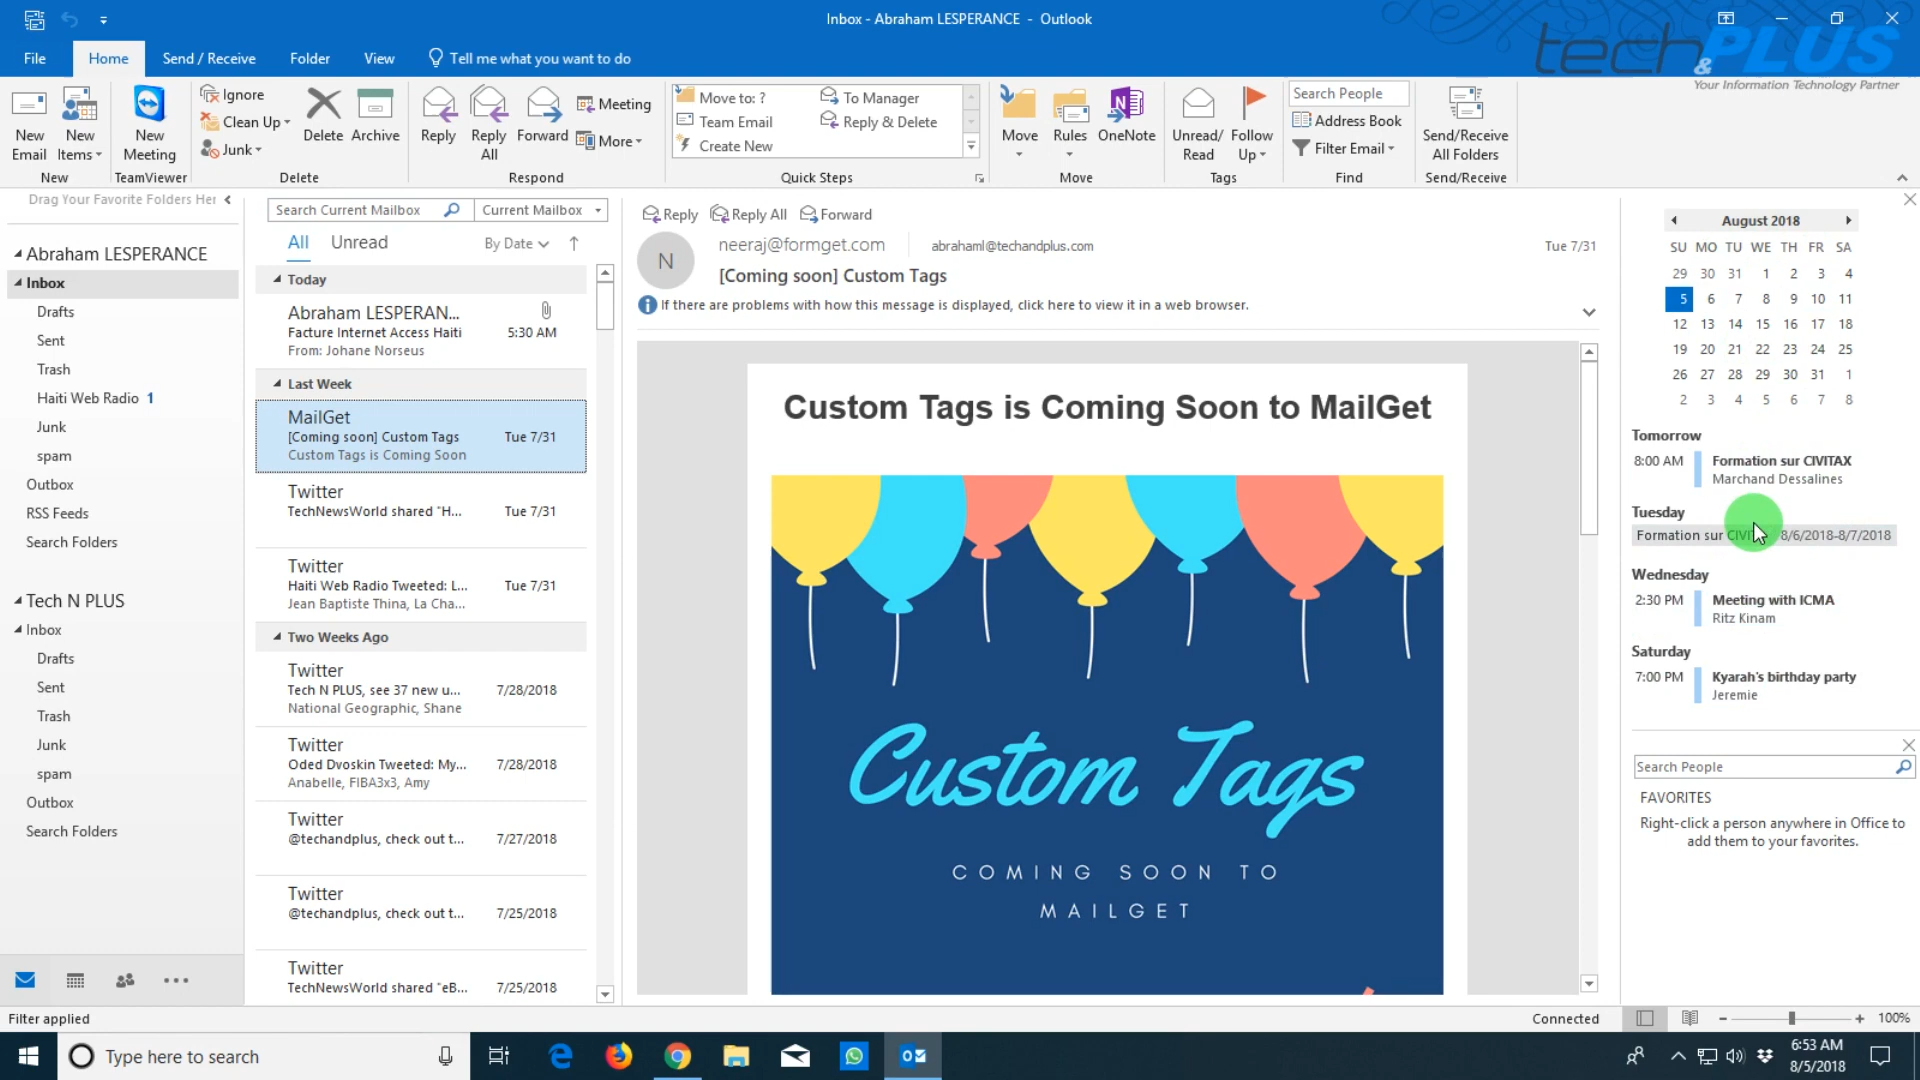 Inbox - Abraham LESPERANCE - Outlook
tech&PLUS
Your Information Technology Partner
File Home Send / Receive Folder View Tell me what you want to do
New Email
New Items
New Meeting
Ignore
Clean Up
Junk
Delete
Archive
Reply
Reply All
Forward
Meeting
More
Move to: ?
Team Email
Create New
To Manager
Reply & Delete
Move
Rules
OneNote
Unread/ Read
Follow Up
Search People
Address Book
Filter Email
Send/Receive All Folders
New TeamViewer Delete Respond Quick Steps Move Tags Find Send/Receive
Drag Your Favorite Folders Her
Abraham LESPERANCE
Inbox
Drafts
Sent
Trash
Haiti Web Radio 1
Junk
spam
Outbox
RSS Feeds
Search Folders
Tech N PLUS
Inbox
Drafts
Sent
Trash
Junk
spam
Outbox
Search Folders
Search Current Mailbox Current Mailbox
All Unread By Date
Today
Abraham LESPERAN...
Facture Internet Access Haiti 5:30 AM
From: Johane Norseus
Last Week
MailGet
[Coming soon] Custom Tags Tue 7/31
Custom Tags is Coming Soon
Twitter
TechNewsWorld shared "H... Tue 7/31
Twitter
Haiti Web Radio Tweeted: L... Tue 7/31
Jean Baptiste Thina, La Cha...
Two Weeks Ago
Twitter
Tech N PLUS, see 37 new u... 7/28/2018
National Geographic, Shane
Twitter
Oded Dvoskin Tweeted: My... 7/28/2018
Anabelle, FIBA3x3, Amy
Twitter
@techandplus, check out t... 7/27/2018
Twitter
@techandplus, check out t... 7/25/2018
Twitter
TechNewsWorld shared "eB... 7/25/2018
Reply Reply All Forward
N
neeraj@formget.com abrahaml@techandplus.com Tue 7/31
[Coming soon] Custom Tags
If there are problems with how this message is displayed, click here to view it in a web browser.
Custom Tags is Coming Soon to MailGet
Custom Tags
COMING SOON TO
MAILGET
August 2018
SU MO TU WE TH FR SA
29 30 31 1 2 3 4
5 6 7 8 9 10 11
12 13 14 15 16 17 18
19 20 21 22 23 24 25
26 27 28 29 30 31 1
2 3 4 5 6 7 8
Tomorrow
8:00 AM Formation sur CIVITAX
Marchand Dessalines
Tuesday
Formation sur 8/6/2018-8/7/2018
Wednesday
2:30 PM Meeting with ICMA
Ritz Kinam
Saturday
7:00 PM Kyarah's birthday party
Jeremie
Search People
FAVORITES
Right-click a person anywhere in Office to
add them to your favorites.
Filter applied Connected 100%
Type here to search
6:53 AM
8/5/2018